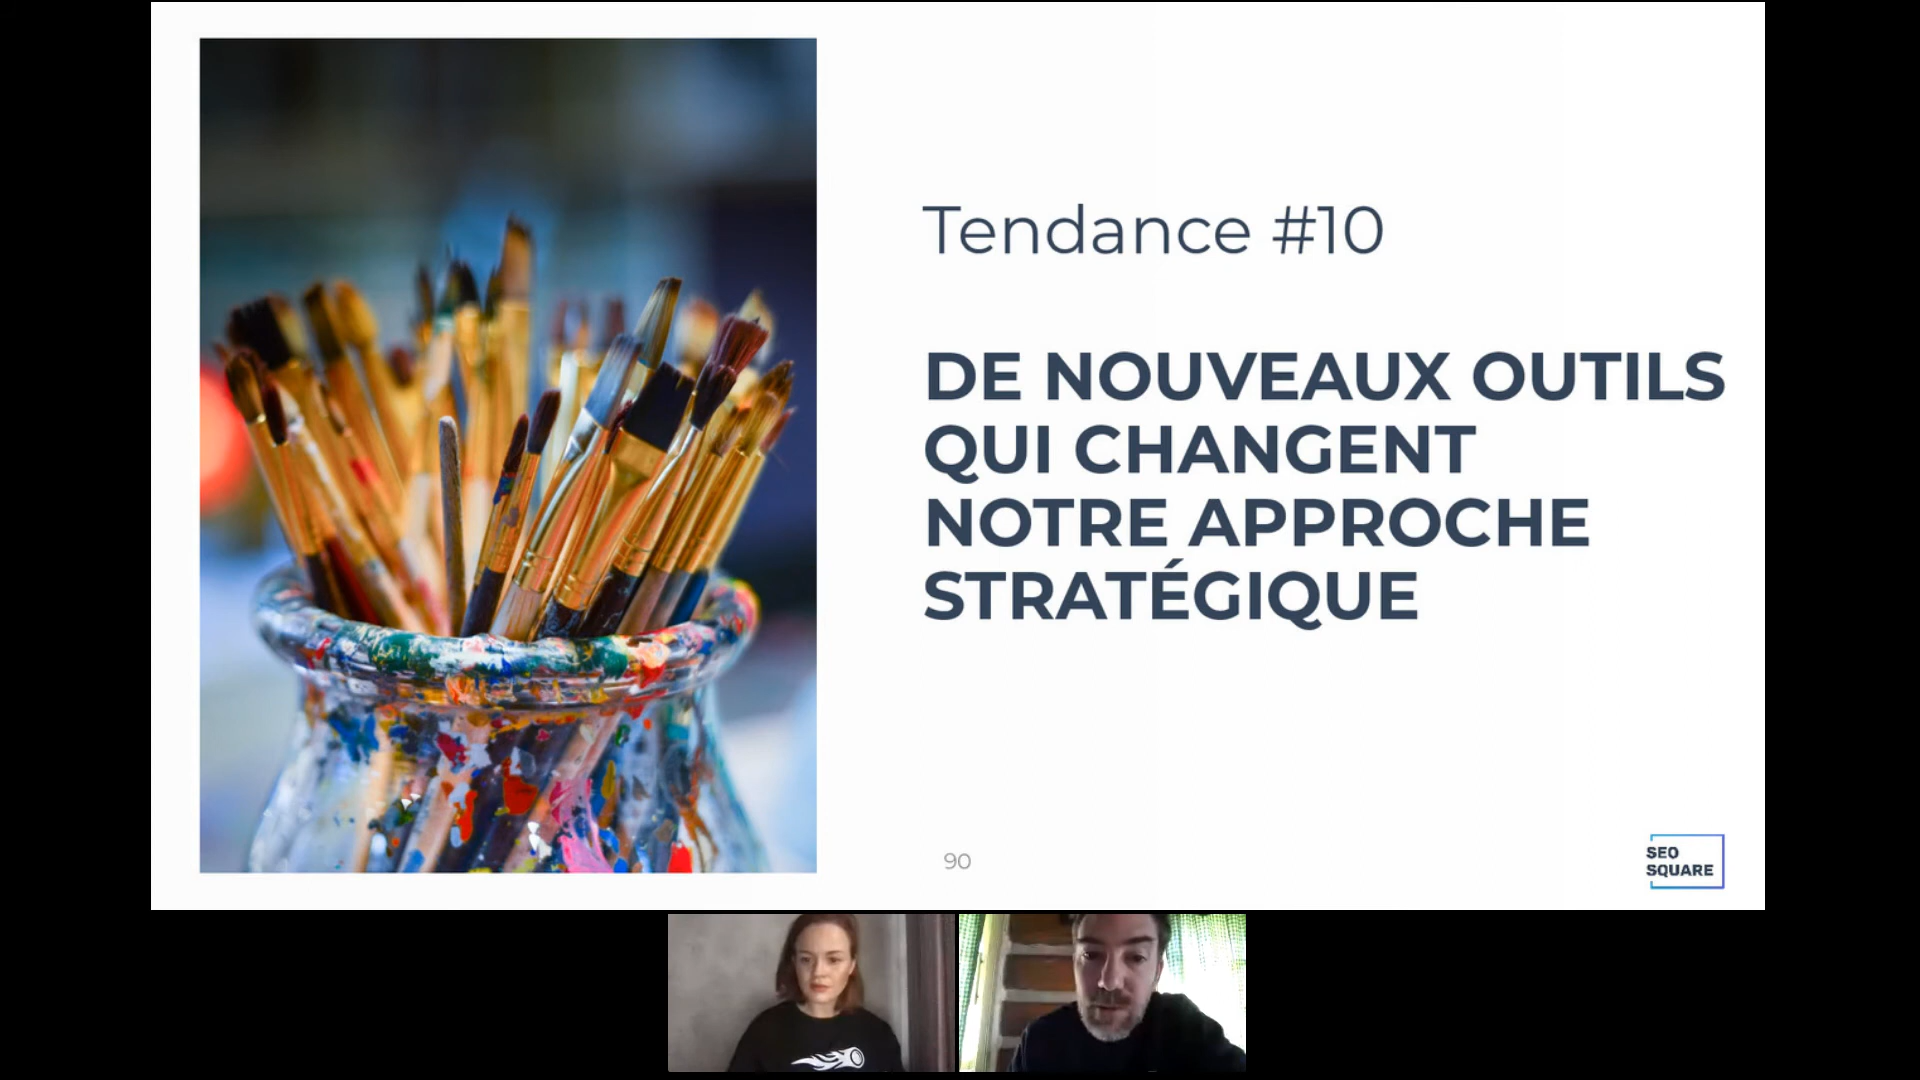 Tendance #10
DE NOUVEAUX OUTILS
QUI CHANGENT
NOTRE APPROCHE
STRATÉGIQUE
90
SEO
SQUARE